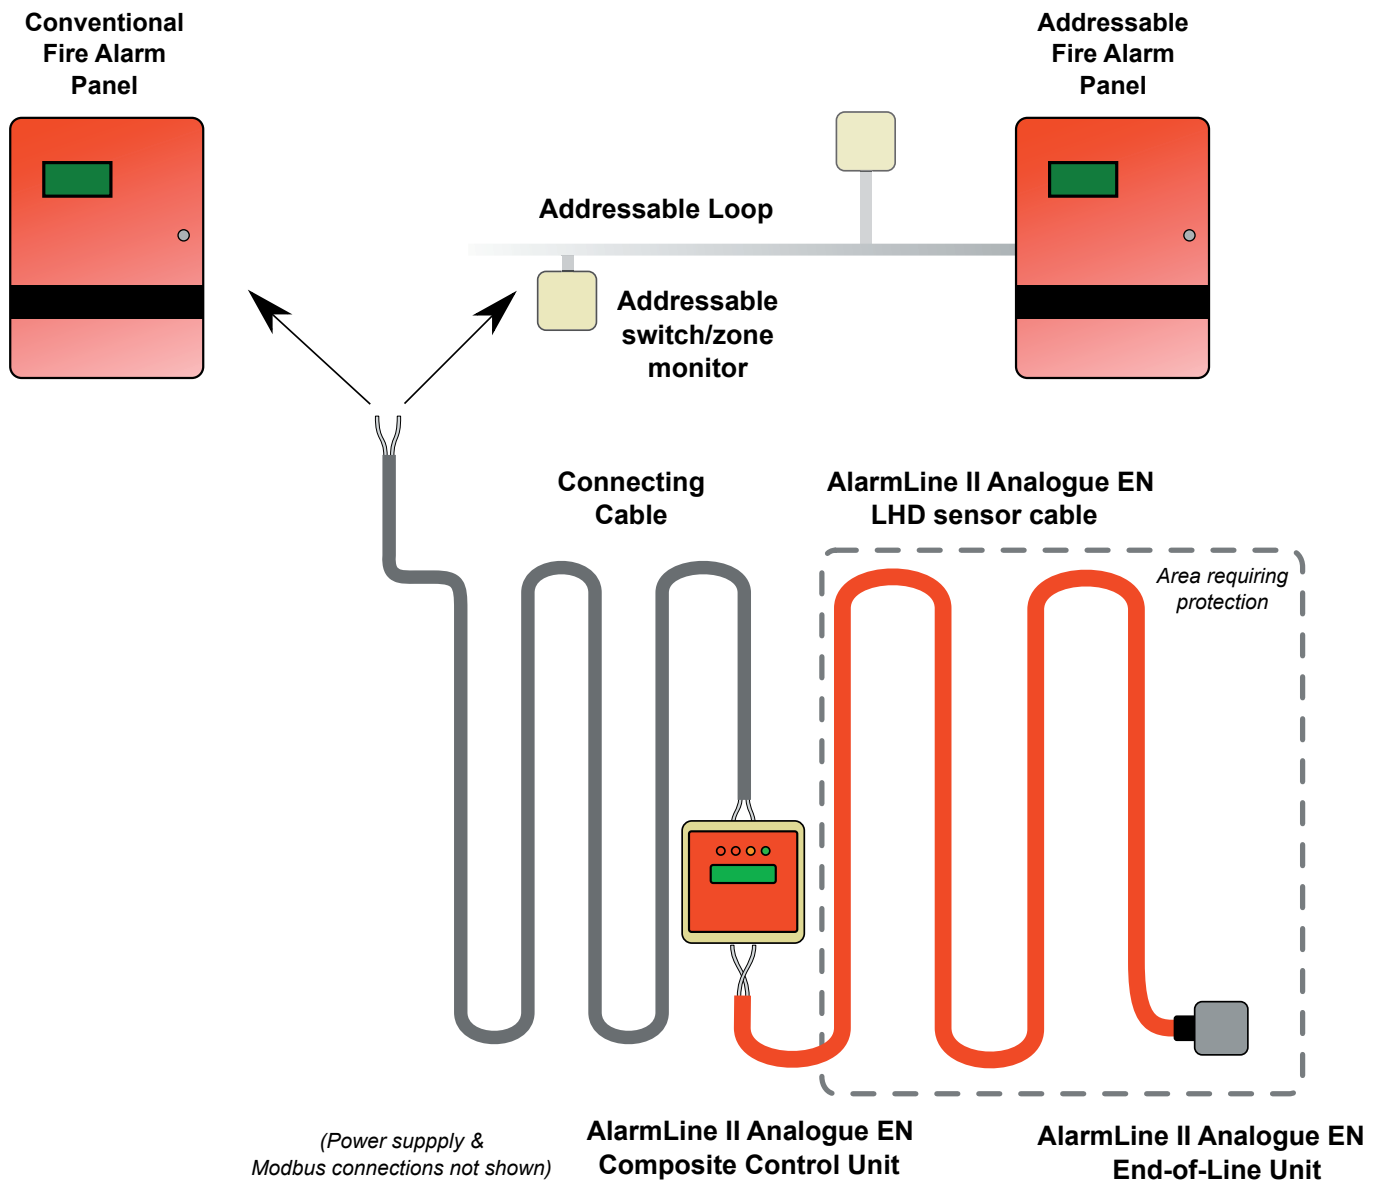 Conventional
Fire Alarm
Panel
Addressable
Fire Alarm
Panel
Addressable Loop
Addressable
switch/zone
monitor
Connecting
Cable
AlarmLine II Analogue EN
LHD sensor cable
Area requiring
protection
(Power suppply &
Modbus connections not shown)
AlarmLine II Analogue EN
Composite Control Unit
AlarmLine II Analogue EN
End-of-Line Unit